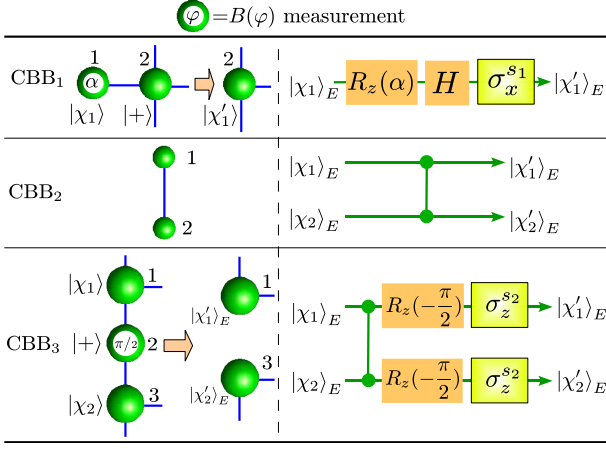 φ =B(φ) measurement
CBB₁ 1 α |χ₁⟩ 2 |+⟩ 2 |χ′₁⟩ |χ₁⟩_E R_z(α) H σ_x^{s₁} |χ′₁⟩_E
CBB₂ 1 2 |χ₁⟩_E |χ′₁⟩_E
|χ₂⟩_E |χ′₂⟩_E
CBB₃ |χ₁⟩ 1 |+⟩ π/2 2 |χ₂⟩ 3 1 |χ′₁⟩_E 3 |χ′₂⟩_E
|χ₁⟩_E R_z(−π/2) σ_z^{s₂} |χ′₁⟩_E
|χ₂⟩_E R_z(−π/2) σ_z^{s₂} |χ′₂⟩_E